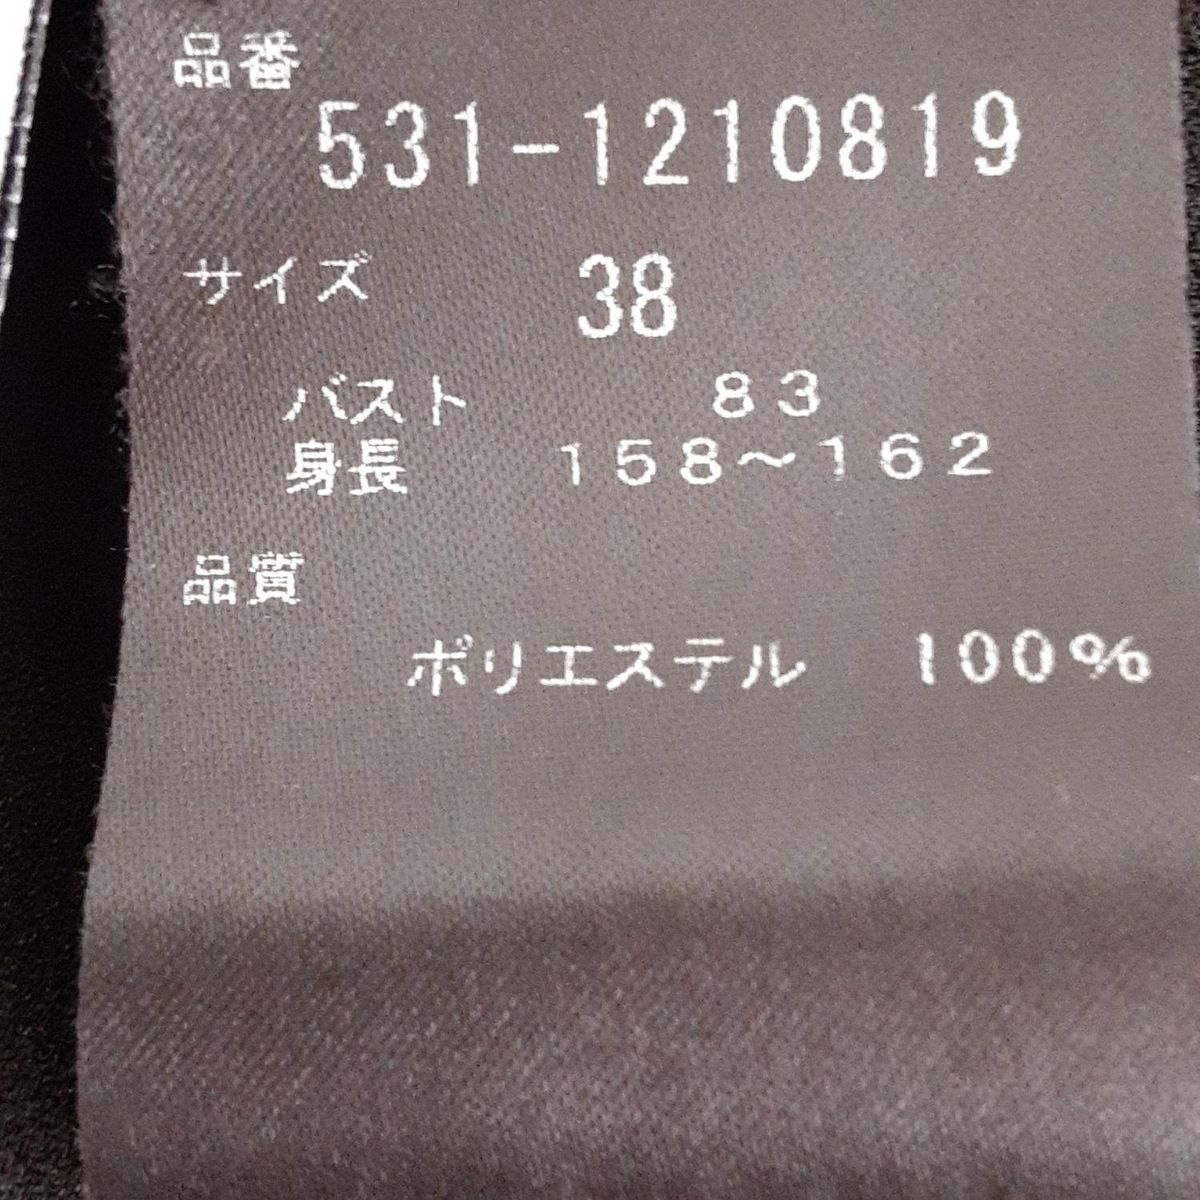 品番
531-1210819
サイズ 38
バスト 83
身長 158～162
品質
ポリエステル 100%